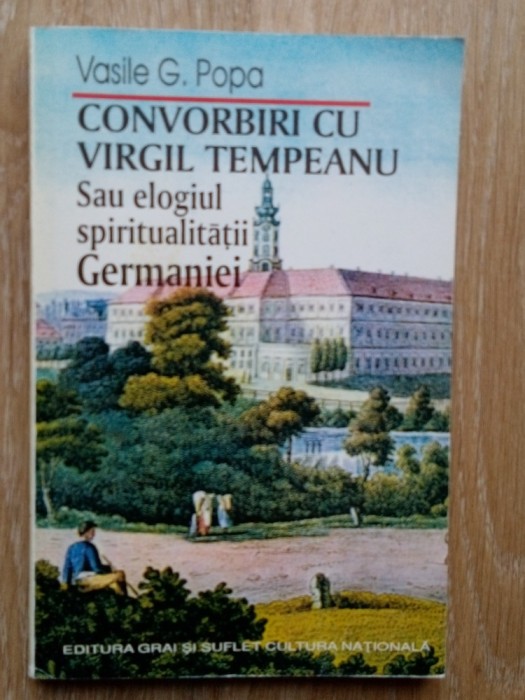 Vasile G. Popa
CONVORBIRI CU
VIRGIL TEMPEANU
Sau elogiul
spiritualității
Germaniei
EDITURA GRAI ȘI SUFLET CULTURA NAȚIONALĂ